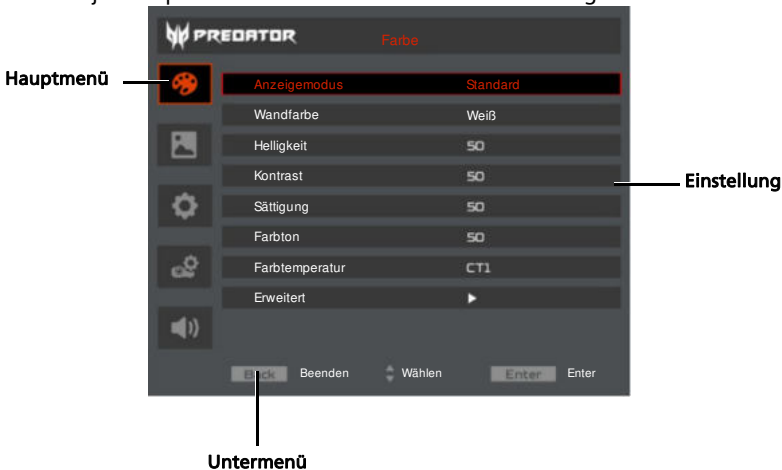 PREDATOR Farbe
Hauptmenü
Anzeigemodus Standard
Wandfarbe Weiß
Helligkeit 50
Kontrast 50
Einstellung
Sättigung 50
Farbton 50
Farbtemperatur CT1
Erweitert
Back Beenden Wählen Enter Enter
Untermenü